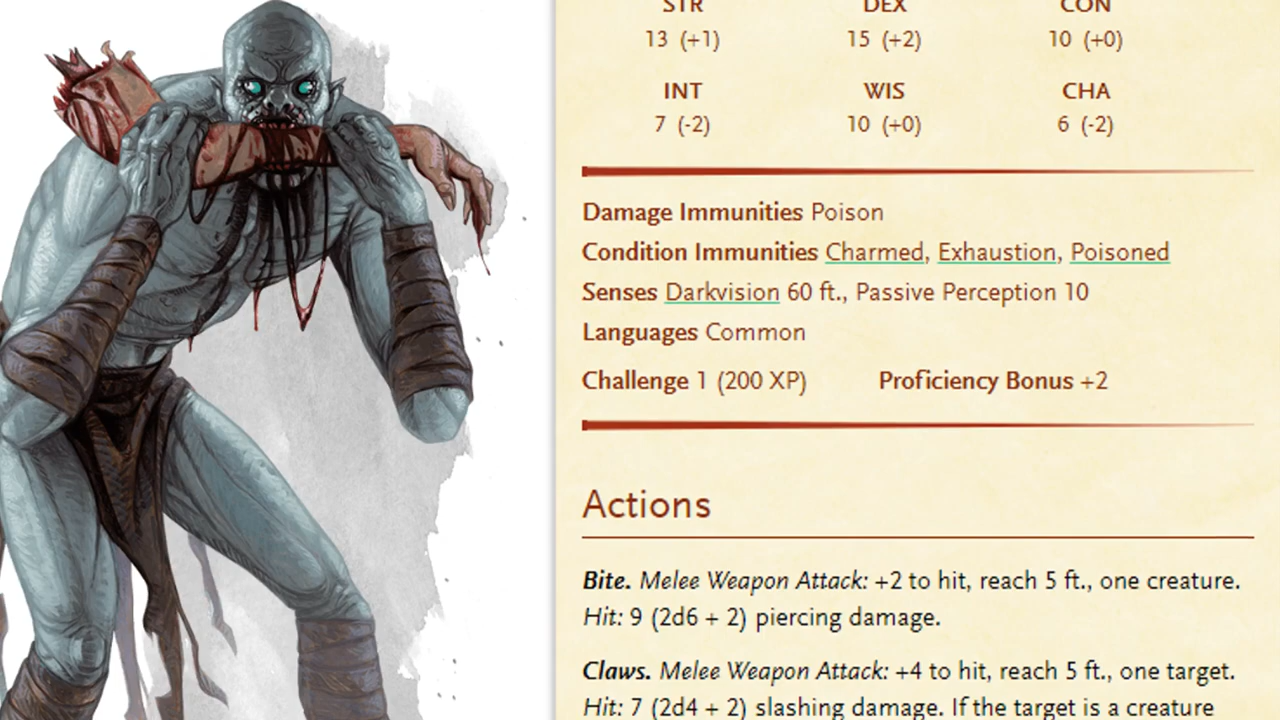 STR DEX CON
13 (+1) 15 (+2) 10 (+0)
INT WIS CHA
7 (-2) 10 (+0) 6 (-2)
Damage Immunities Poison
Condition Immunities Charmed, Exhaustion, Poisoned
Senses Darkvision 60 ft., Passive Perception 10
Languages Common
Challenge 1 (200 XP) Proficiency Bonus +2
Actions
Bite. Melee Weapon Attack: +2 to hit, reach 5 ft., one creature.
Hit: 9 (2d6 + 2) piercing damage.
Claws. Melee Weapon Attack: +4 to hit, reach 5 ft., one target.
Hit: 7 (2d4 + 2) slashing damage. If the target is a creature